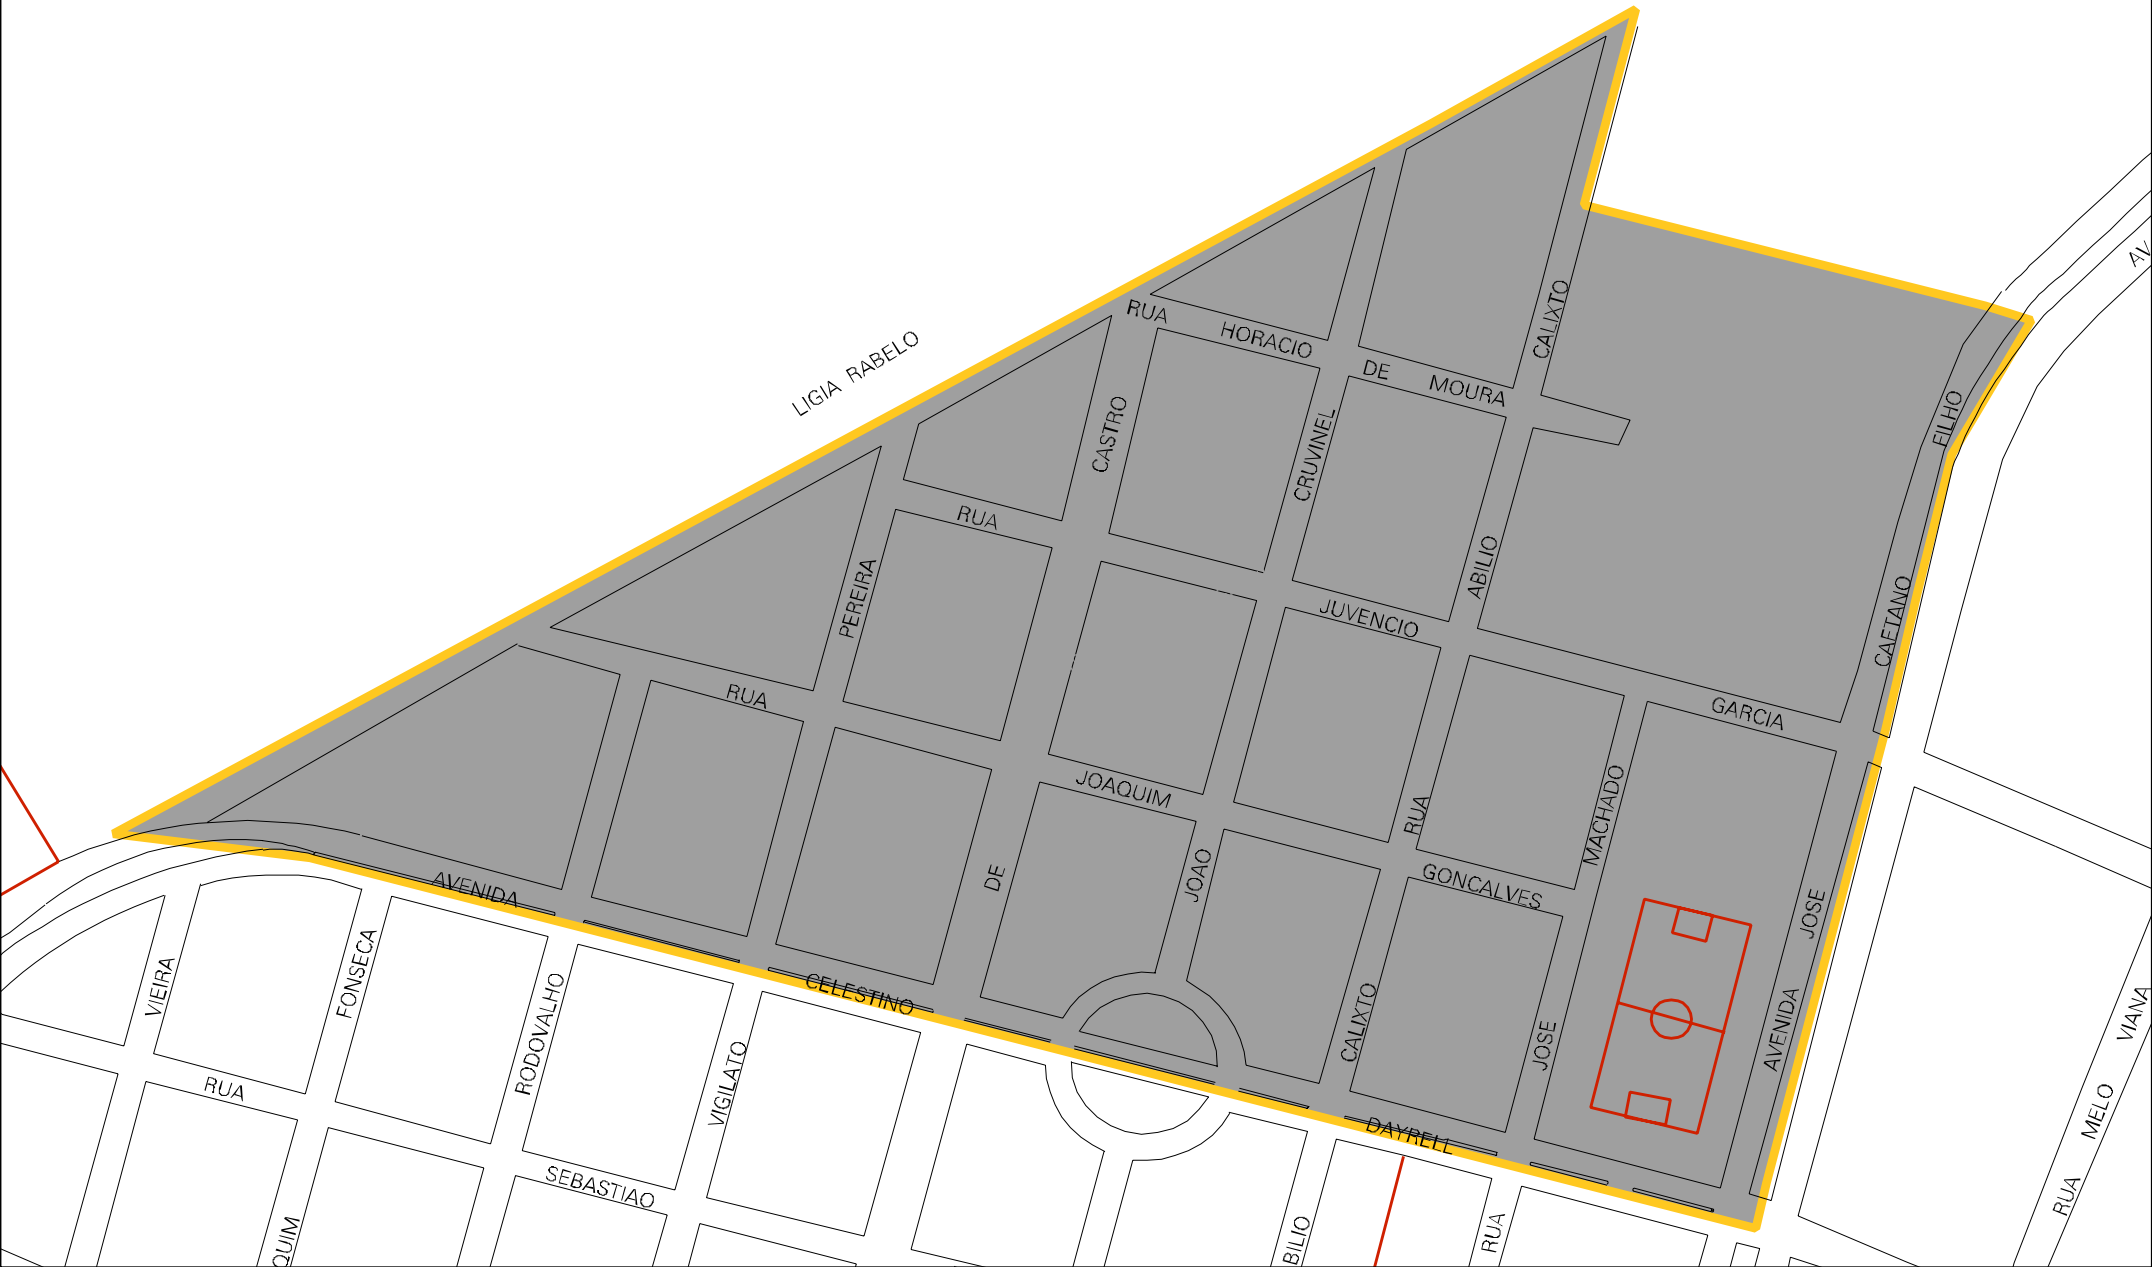 AV
LIGIA RABELO
RUA HORACIO DE MOURA
CALIXTO
CASTRO
CRUVINEL
FILHO
RUA JUVENCIO GARCIA
PEREIRA
ABILIO
CAETANO
RUA JOAQUIM GONCALVES
RUA
MACHADO
DE
JOAO
JOSE
AVENIDA CELESTINO DAYRELL
AVENIDA
CALIXTO
JOSE
VIEIRA
FONSECA
RODOVALHO
VIGILATO
VIANA
MELO
RUA
RUA SEBASTIAO
QUIM
BILIO
RUA